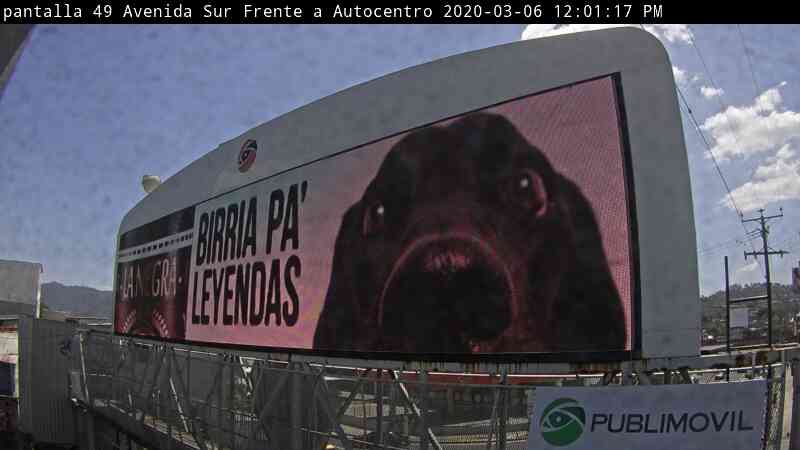 pantalla 49 Avenida Sur Frente a Autocentro 2020-03-06 12:01:17 PM
BIRRIA PA'
LEYENDAS
PUBLIMOVIL